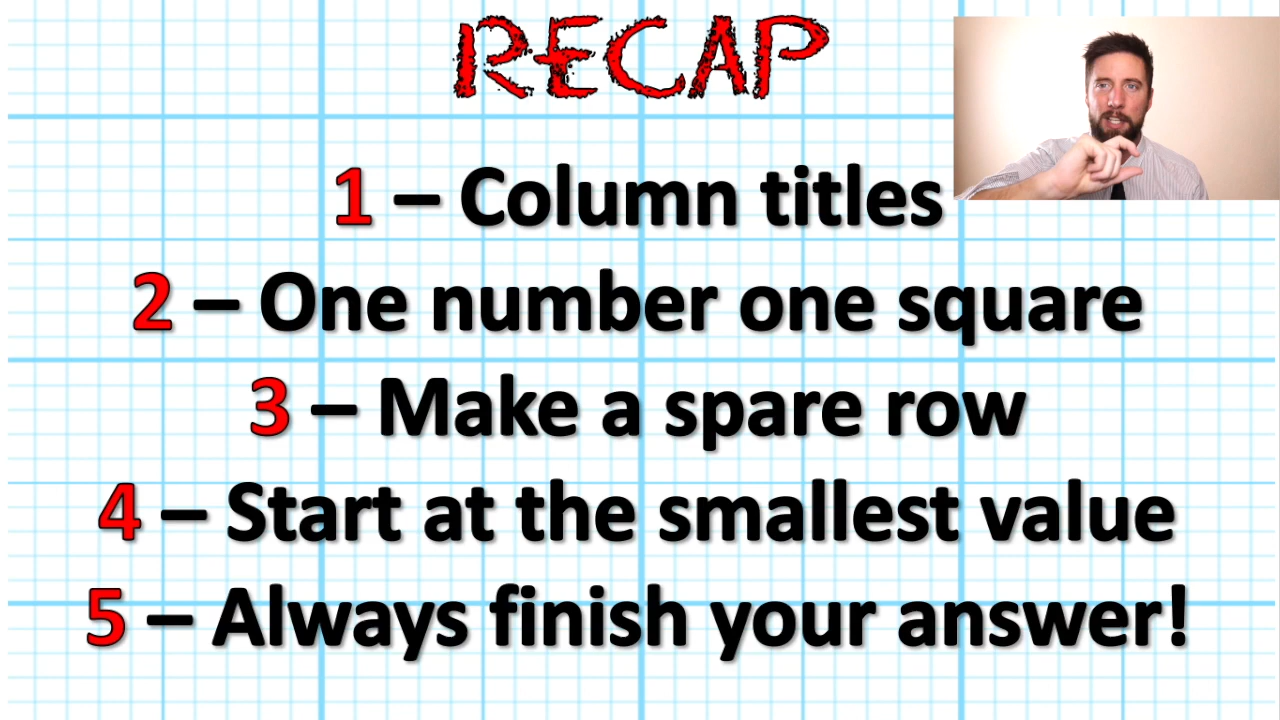 RECAP
1 – Column titles
2 – One number one square
3 – Make a spare row
4 – Start at the smallest value
5 – Always finish your answer!